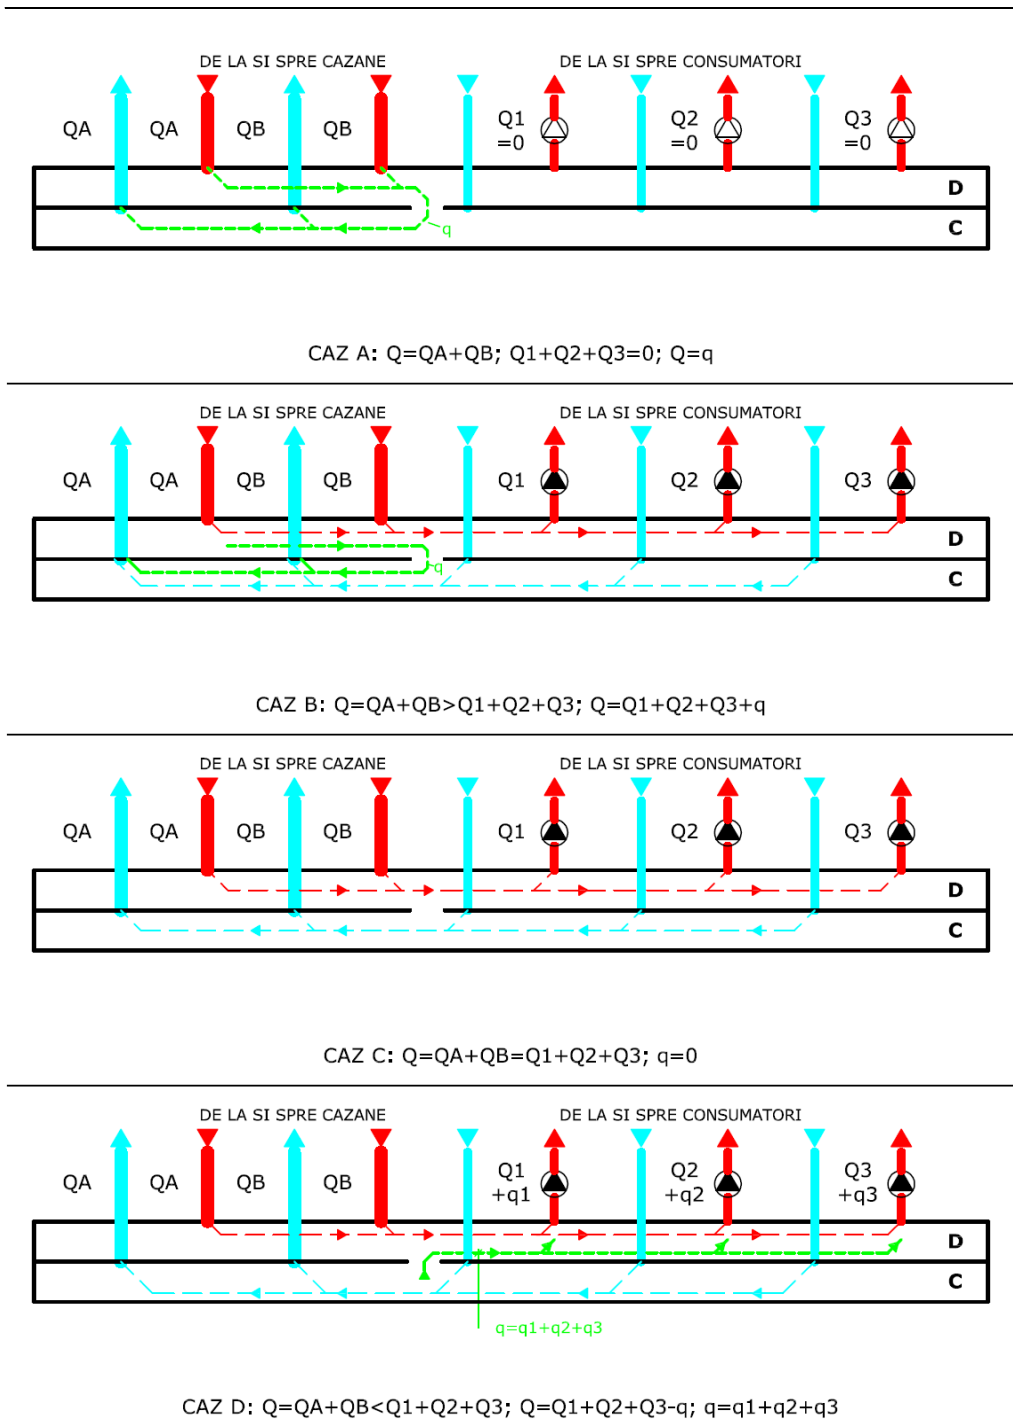 DE LA SI SPRE CAZANE DE LA SI SPRE CONSUMATORI
QA QA QB QB Q1 =0 Q2 =0 Q3 =0
D
C
q
CAZ A: Q=QA+QB; Q1+Q2+Q3=0; Q=q
DE LA SI SPRE CAZANE DE LA SI SPRE CONSUMATORI
QA QA QB QB Q1 Q2 Q3
D
q
C
CAZ B: Q=QA+QB>Q1+Q2+Q3; Q=Q1+Q2+Q3+q
DE LA SI SPRE CAZANE DE LA SI SPRE CONSUMATORI
QA QA QB QB Q1 Q2 Q3
D
C
CAZ C: Q=QA+QB=Q1+Q2+Q3; q=0
DE LA SI SPRE CAZANE DE LA SI SPRE CONSUMATORI
QA QA QB QB Q1 +q1 Q2 +q2 Q3 +q3
D
C
q=q1+q2+q3
CAZ D: Q=QA+QB<Q1+Q2+Q3; Q=Q1+Q2+Q3-q; q=q1+q2+q3